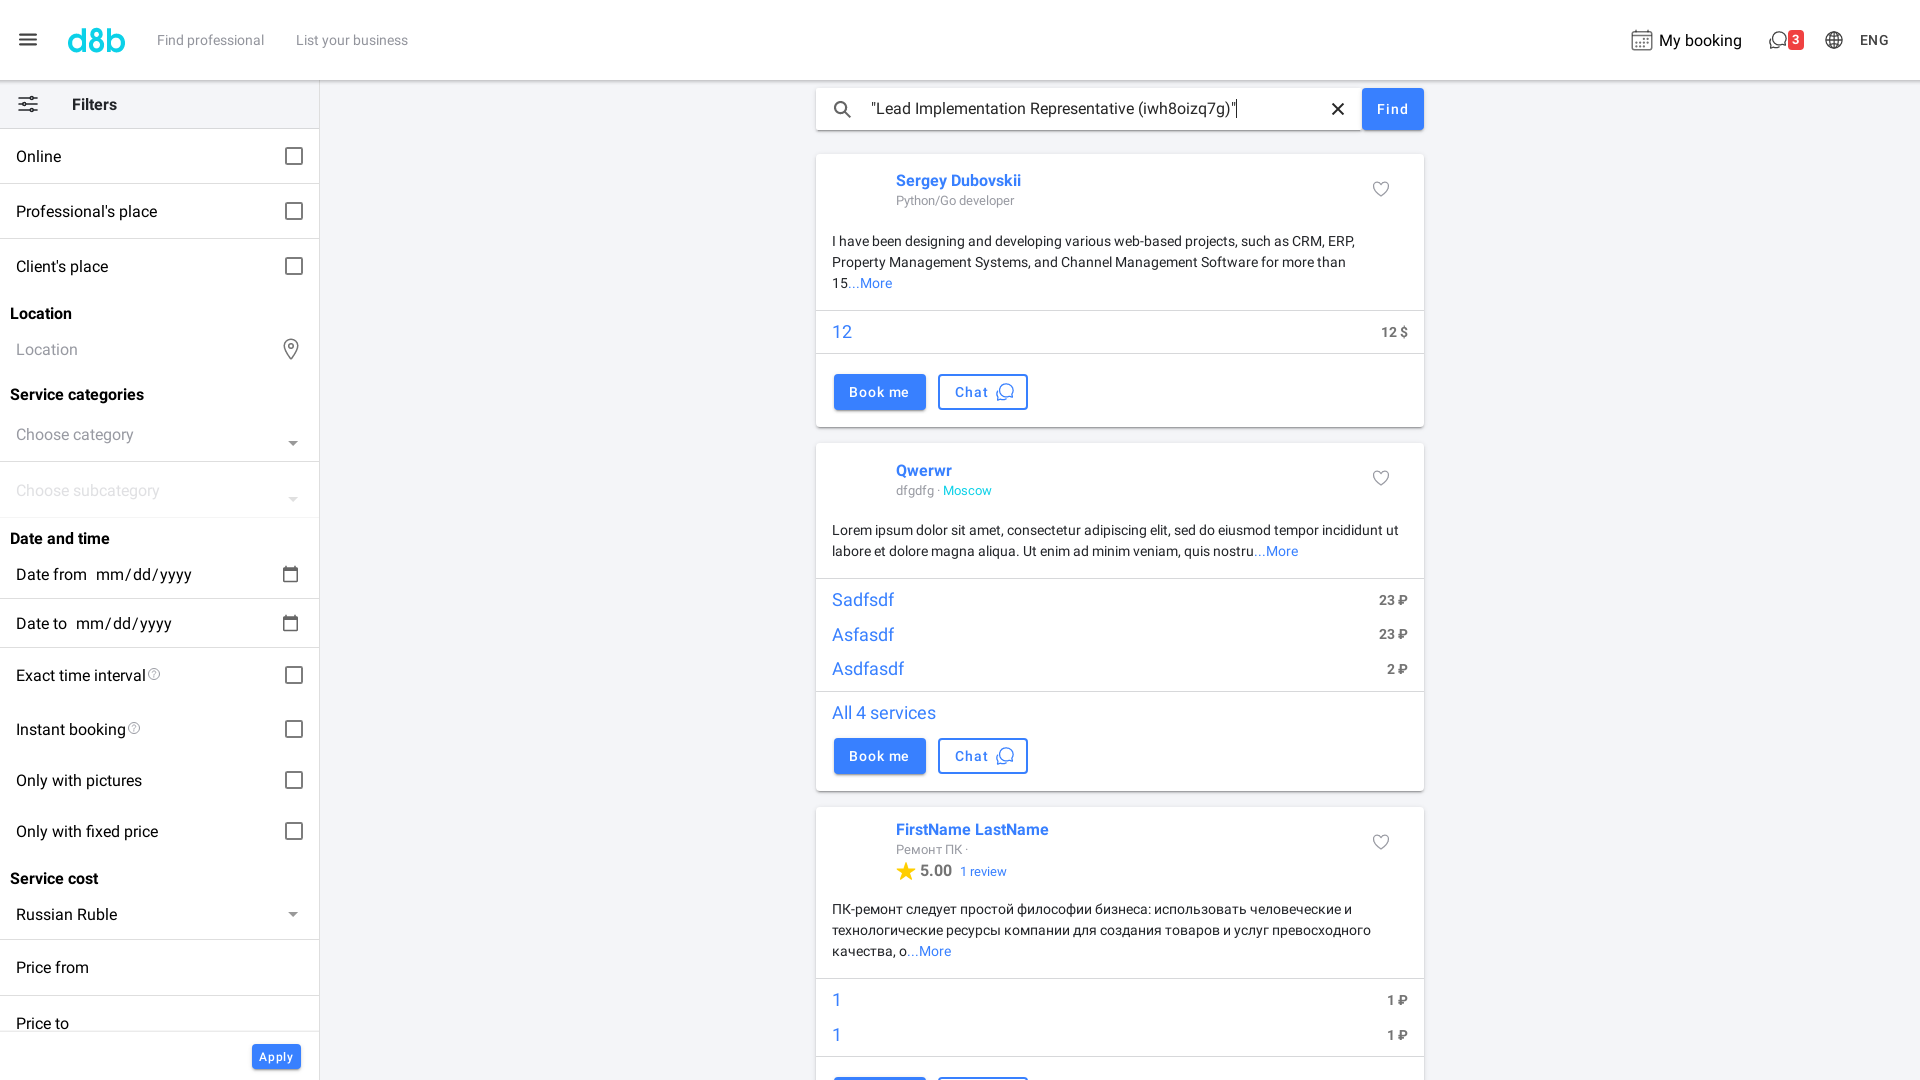 d8b
Find professional
List your business
My booking
3
ENG
Filters
Online
Professional's place
Client's place
Location
Location
Service categories
Choose category
Choose subcategory
Date and time
Date from mm/dd/yyyy
Date to mm/dd/yyyy
Exact time interval
Instant booking
Only with pictures
Only with fixed price
Service cost
Russian Ruble
Price from
Price to
Apply
"Lead Implementation Representative (iwh8oizq7g)"
Find
Sergey Dubovskii
Python/Go developer
I have been designing and developing various web-based projects, such as CRM, ERP,
Property Management Systems, and Channel Management Software for more than
15...More
12 12 $
Book me Chat
Qwerwr
dfgdfg · Moscow
Lorem ipsum dolor sit amet, consectetur adipiscing elit, sed do eiusmod tempor incididunt ut
labore et dolore magna aliqua. Ut enim ad minim veniam, quis nostru...More
Sadfsdf 23 ₽
Asfasdf 23 ₽
Asdfasdf 2 ₽
All 4 services
Book me Chat
FirstName LastName
Ремонт ПК ·
5.00 1 review
ПК-ремонт следует простой философии бизнеса: использовать человеческие и
технологические ресурсы компании для создания товаров и услуг превосходного
качества, о...More
1 1 ₽
1 1 ₽